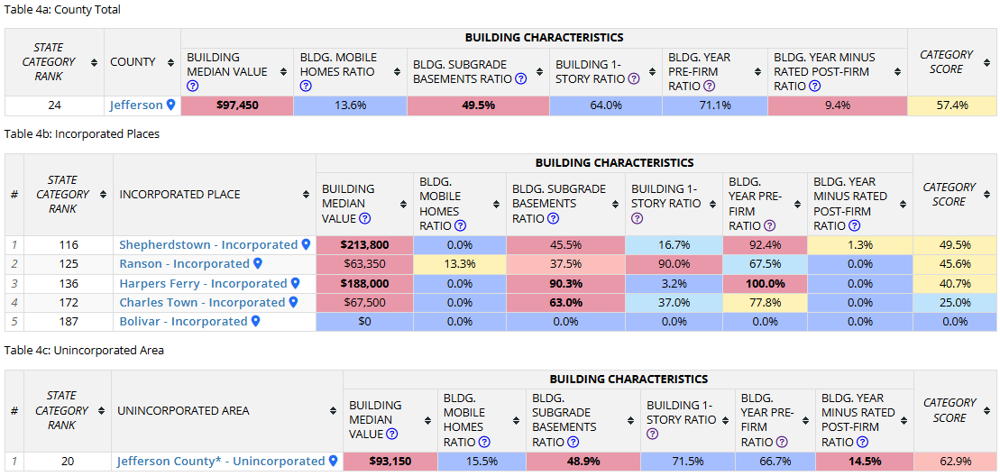 Table 4a: County Total
BUILDING CHARACTERISTICS
STATE CATEGORY RANK
COUNTY
BUILDING MEDIAN VALUE ?
BLDG. MOBILE HOMES RATIO ?
BLDG. SUBGRADE BASEMENTS RATIO ?
BUILDING 1-STORY RATIO ?
BLDG. YEAR PRE-FIRM RATIO ?
BLDG. YEAR MINUS RATED POST-FIRM RATIO ?
CATEGORY SCORE
24 Jefferson $97,450 13.6% 49.5% 64.0% 71.1% 9.4% 57.4%
Table 4b: Incorporated Places
BUILDING CHARACTERISTICS
#
STATE CATEGORY RANK
INCORPORATED PLACE
BUILDING MEDIAN VALUE ?
BLDG. MOBILE HOMES RATIO ?
BLDG. SUBGRADE BASEMENTS RATIO ?
BUILDING 1-STORY RATIO ?
BLDG. YEAR PRE-FIRM RATIO ?
BLDG. YEAR MINUS RATED POST-FIRM RATIO ?
CATEGORY SCORE
1 116 Shepherdstown - Incorporated $213,800 0.0% 45.5% 16.7% 92.4% 1.3% 49.5%
2 125 Ranson - Incorporated $63,350 13.3% 37.5% 90.0% 67.5% 0.0% 45.6%
3 136 Harpers Ferry - Incorporated $188,000 0.0% 90.3% 3.2% 100.0% 0.0% 40.7%
4 172 Charles Town - Incorporated $67,500 0.0% 63.0% 37.0% 77.8% 0.0% 25.0%
5 187 Bolivar - Incorporated $0 0.0% 0.0% 0.0% 0.0% 0.0% 0.0%
Table 4c: Unincorporated Area
BUILDING CHARACTERISTICS
#
STATE CATEGORY RANK
UNINCORPORATED AREA
BUILDING MEDIAN VALUE ?
BLDG. MOBILE HOMES RATIO ?
BLDG. SUBGRADE BASEMENTS RATIO ?
BUILDING 1-STORY RATIO ?
BLDG. YEAR PRE-FIRM RATIO ?
BLDG. YEAR MINUS RATED POST-FIRM RATIO ?
CATEGORY SCORE
1 20 Jefferson County* - Unincorporated $93,150 15.5% 48.9% 71.5% 66.7% 14.5% 62.9%